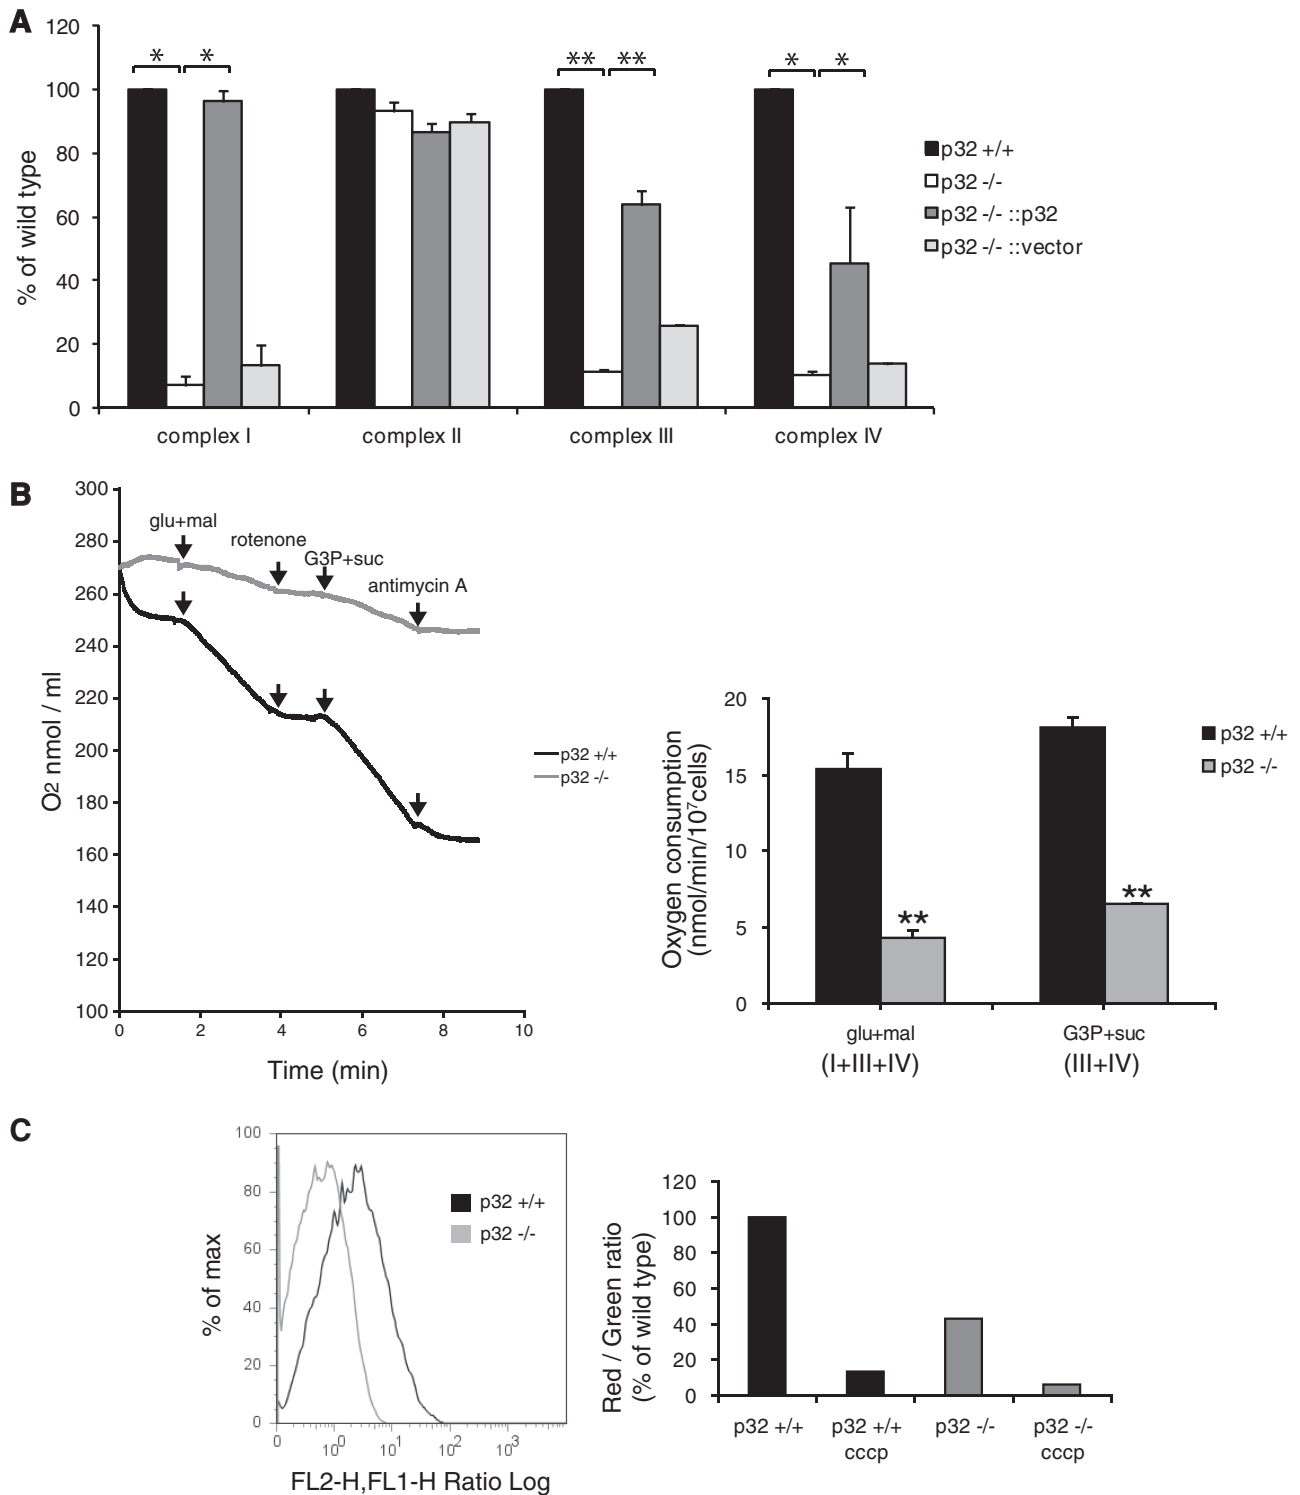 A
120
100
80
60
40
20
0
% of wild type
* *
** **
* *
complex I
complex II
complex III
complex IV
p32 +/+
p32 -/-
p32 -/- ::p32
p32 -/- ::vector
B
300
280
260
240
220
200
180
160
140
120
100
O2 nmol / ml
glu+mal
rotenone
G3P+suc
antimycin A
p32 +/+
p32 -/-
0 2 4 6 8 10
Time (min)
20
15
10
5
0
Oxygen consumption
(nmol/min/10⁷cells)
**
**
p32 +/+
p32 -/-
glu+mal
(I+III+IV)
G3P+suc
(III+IV)
C
100
80
60
40
20
0
% of max
p32 +/+
p32 -/-
0 10⁰ 10¹ 10² 10³
FL2-H,FL1-H Ratio Log
120
100
80
60
40
20
0
Red / Green ratio
(% of wild type)
p32 +/+
p32 +/+
cccp
p32 -/-
p32 -/-
cccp